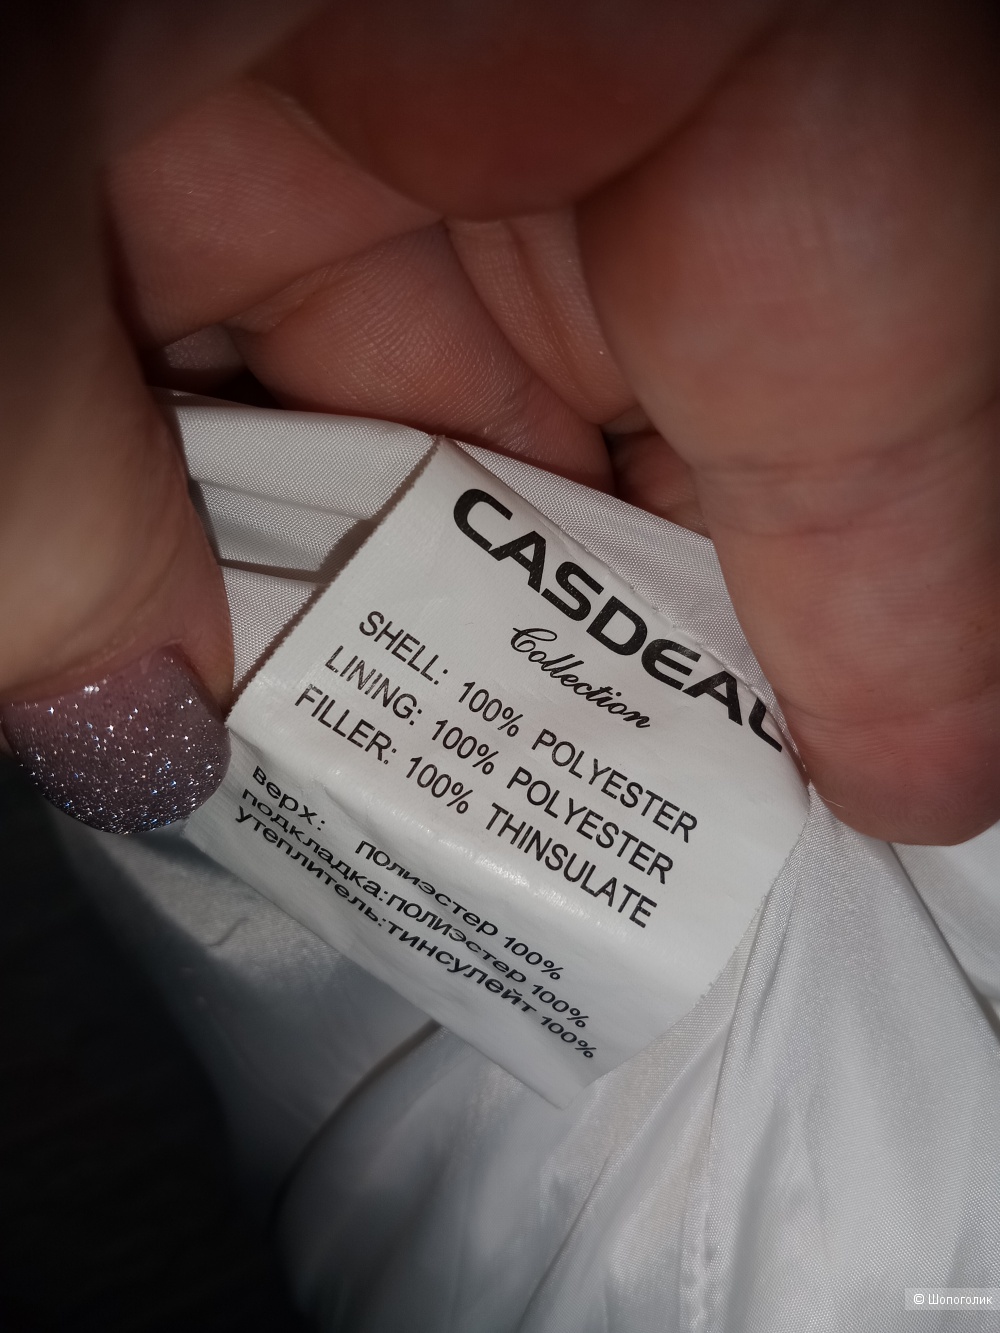 CASDEAL
Collection
SHELL: 100% POLYESTER
LINING: 100% POLYESTER
FILLER: 100% THINSULATE
верх: полиэстер 100%
подкладка:полиэстер 100%
утеплитель:тинсулейт 100%
© Шопоголик